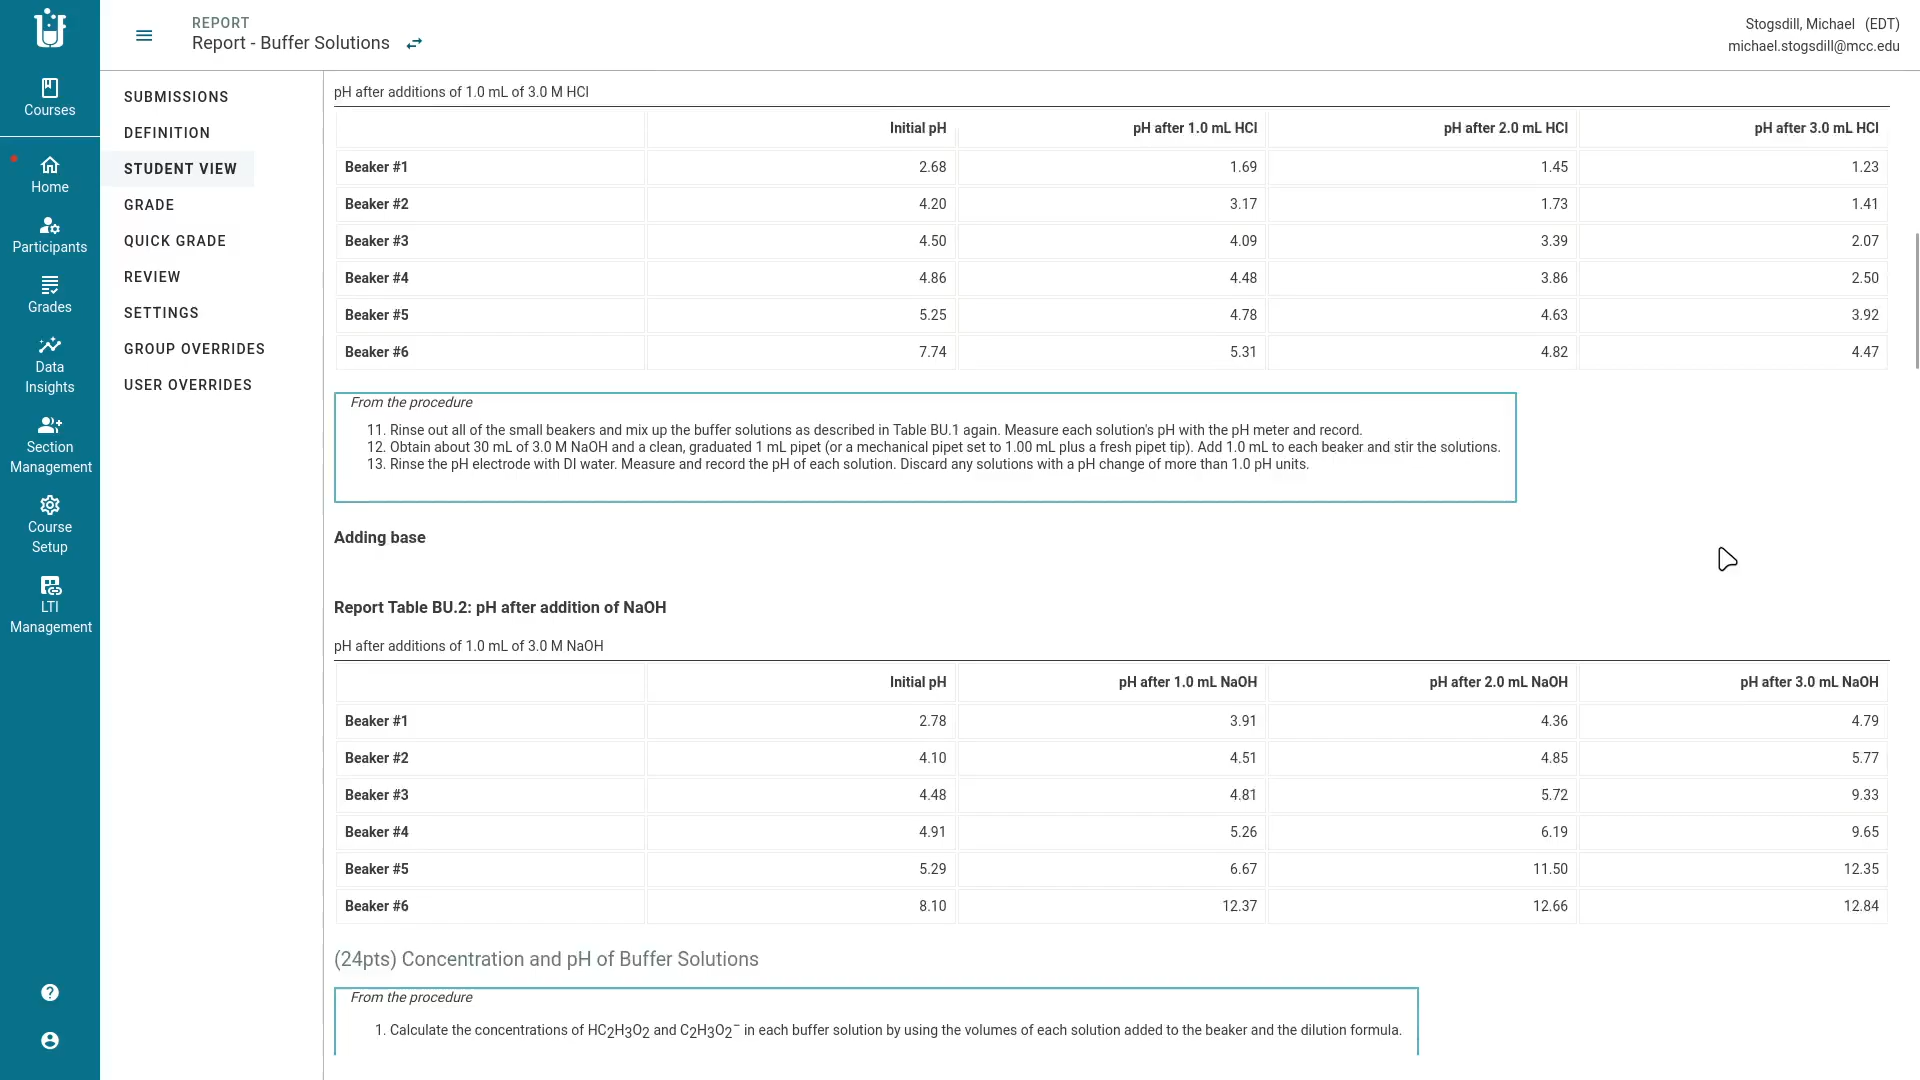 REPORT
Report - Buffer Solutions
Stogsdill, Michael (EDT)
michael.stogsdill@mcc.edu
Courses
Home
Participants
Grades
Data
Insights
Section
Management
Course
Setup
LTI
Management
SUBMISSIONS
DEFINITION
STUDENT VIEW
GRADE
QUICK GRADE
REVIEW
SETTINGS
GROUP OVERRIDES
USER OVERRIDES
pH after additions of 1.0 mL of 3.0 M HCl
Initial pH pH after 1.0 mL HCl pH after 2.0 mL HCl pH after 3.0 mL HCl
Beaker #1 2.68 1.69 1.45 1.23
Beaker #2 4.20 3.17 1.73 1.41
Beaker #3 4.50 4.09 3.39 2.07
Beaker #4 4.86 4.48 3.86 2.50
Beaker #5 5.25 4.78 4.63 3.92
Beaker #6 7.74 5.31 4.82 4.47
From the procedure
11. Rinse out all of the small beakers and mix up the buffer solutions as described in Table BU.1 again. Measure each solution's pH with the pH meter and record.
12. Obtain about 30 mL of 3.0 M NaOH and a clean, graduated 1 mL pipet (or a mechanical pipet set to 1.00 mL plus a fresh pipet tip). Add 1.0 mL to each beaker and stir the solutions.
13. Rinse the pH electrode with DI water. Measure and record the pH of each solution. Discard any solutions with a pH change of more than 1.0 pH units.
Adding base
Report Table BU.2: pH after addition of NaOH
pH after additions of 1.0 mL of 3.0 M NaOH
Initial pH pH after 1.0 mL NaOH pH after 2.0 mL NaOH pH after 3.0 mL NaOH
Beaker #1 2.78 3.91 4.36 4.79
Beaker #2 4.10 4.51 4.85 5.77
Beaker #3 4.48 4.81 5.72 9.33
Beaker #4 4.91 5.26 6.19 9.65
Beaker #5 5.29 6.67 11.50 12.35
Beaker #6 8.10 12.37 12.66 12.84
(24pts) Concentration and pH of Buffer Solutions
From the procedure
1. Calculate the concentrations of HC₂H₃O₂ and C₂H₃O₂⁻ in each buffer solution by using the volumes of each solution added to the beaker and the dilution formula.